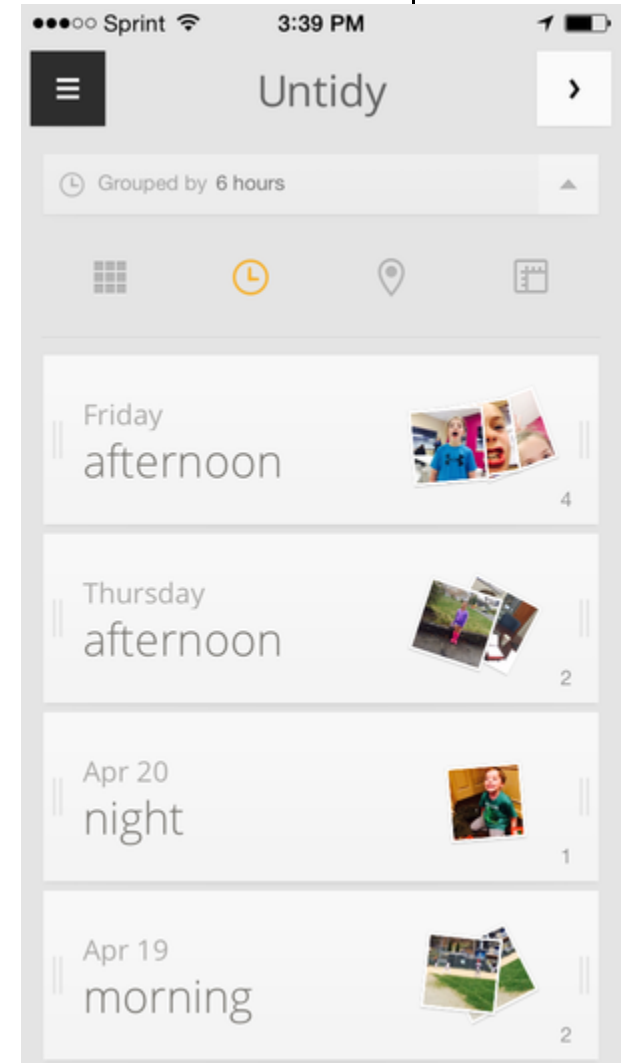 Sprint 3:39 PM
Untidy
Grouped by 6 hours
Friday
afternoon
4
Thursday
afternoon
2
Apr 20
night
1
Apr 19
morning
2